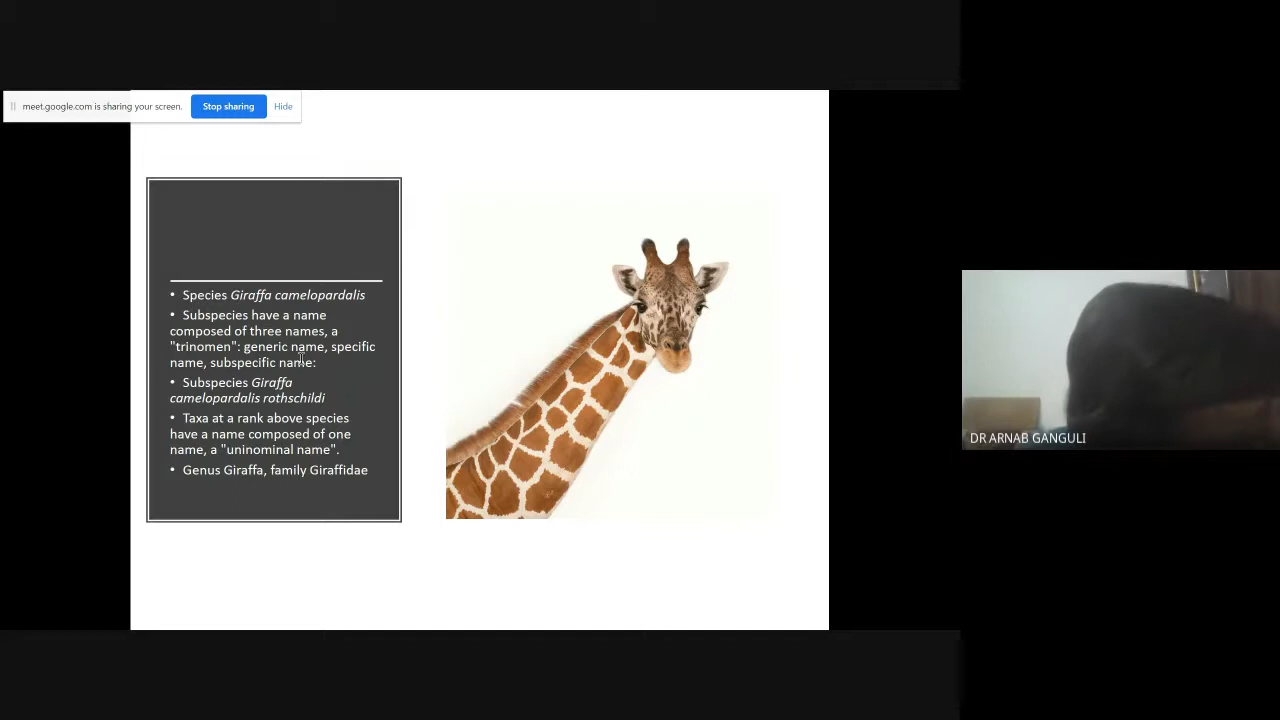 meet.google.com is sharing your screen.
Stop sharing
Hide
• Species Giraffa camelopardalis
• Subspecies have a name
composed of three names, a
"trinomen": generic name, specific
name, subspecific name:
• Subspecies Giraffa
camelopardalis rothschildi
• Taxa at a rank above species
have a name composed of one
name, a "uninominal name".
• Genus Giraffa, family Giraffidae
DR ARNAB GANGULI